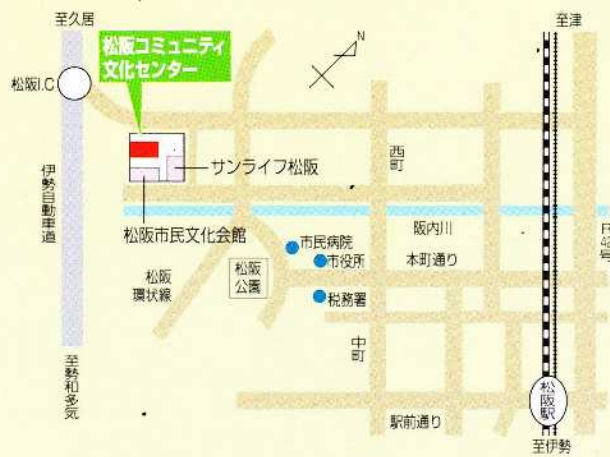 至久居
至津
松阪コミュニティ
文化センター
N
松阪I.C
西町
サンライフ松阪
伊勢自動車道
松阪市民文化会館
阪内川
市民病院
市役所
本町通り
松阪
環状線
松阪
公園
税務署
中町
至勢和多気
松阪駅
駅前通り
至伊勢